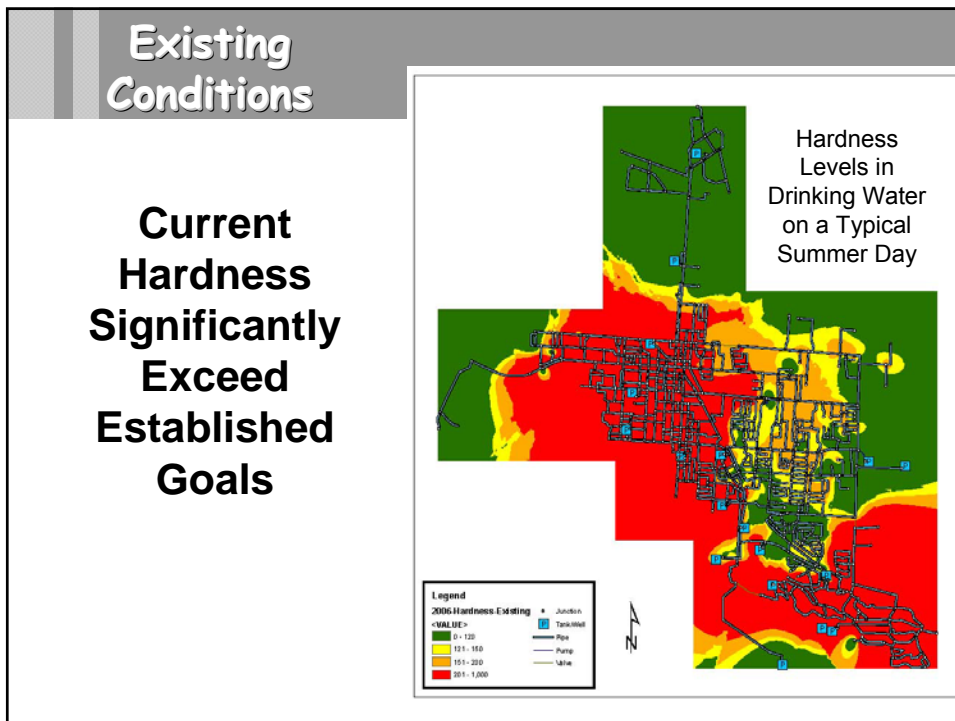 Existing
Conditions
Current
Hardness
Significantly
Exceed
Established
Goals
Hardness
Levels in
Drinking Water
on a Typical
Summer Day
Legend
2006-Hardness-Existing
<VALUE>
0 - 120
121 - 150
151 - 200
201 - 1,000
Junction
Tank/Well
Pipe
Pump
Valve
N